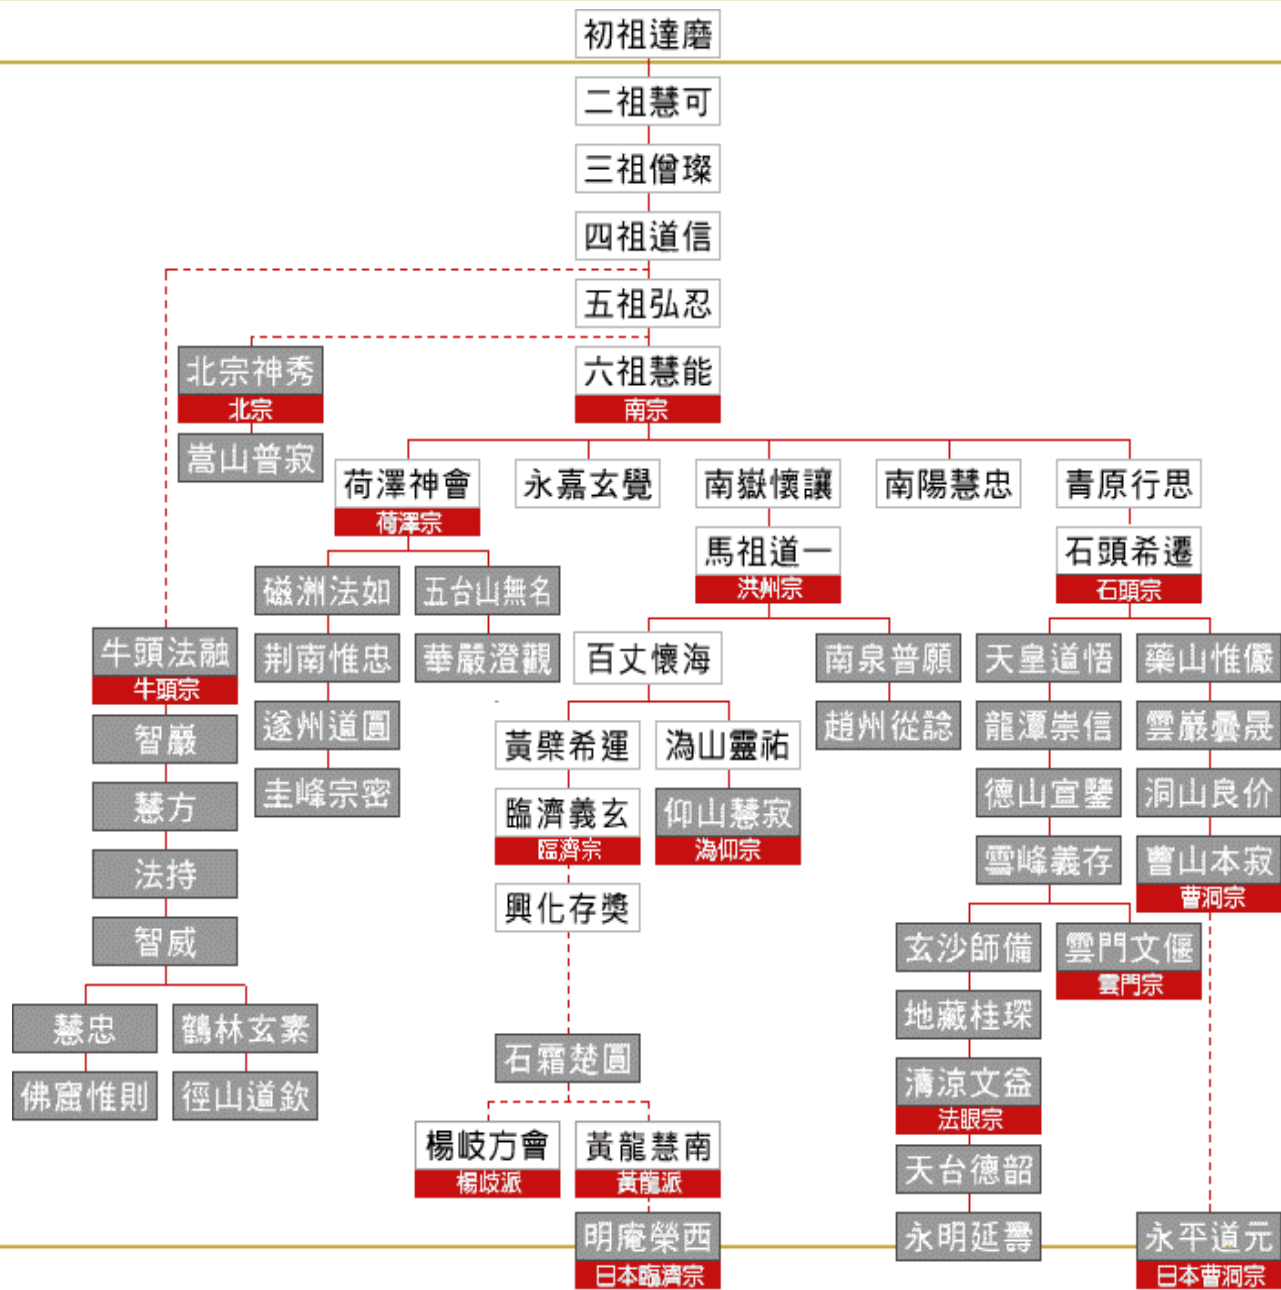 初祖達磨
二祖慧可
三祖僧璨
四祖道信
五祖弘忍
北宗神秀
北宗
六祖慧能
南宗
嵩山普寂
荷澤神會
荷澤宗
永嘉玄覺
南嶽懷讓
南陽慧忠
青原行思
馬祖道一
洪州宗
石頭希遷
石頭宗
磁洲法如
五台山無名
牛頭法融
牛頭宗
荆南惟忠
華嚴澄觀
百丈懷海
南泉普願
天皇道悟
藥山惟儼
智巖
遂州道圓
黃檗希運
溈山靈祐
趙州從諗
龍潭崇信
雲巖曇晟
慧方
圭峰宗密
臨濟義玄
臨濟宗
仰山慧寂
溈仰宗
德山宣鑒
洞山良价
法持
興化存獎
雪峰義存
曹山本寂
曹洞宗
智威
玄沙師備
雲門文偃
雲門宗
慧忠
鶴林玄素
石霜楚圓
地藏桂琛
佛窟惟則
徑山道欽
清涼文益
法眼宗
楊岐方會
楊歧派
黃龍慧南
黃龍派
天台德韶
明庵榮西
日本臨濟宗
永明延壽
永平道元
日本曹洞宗